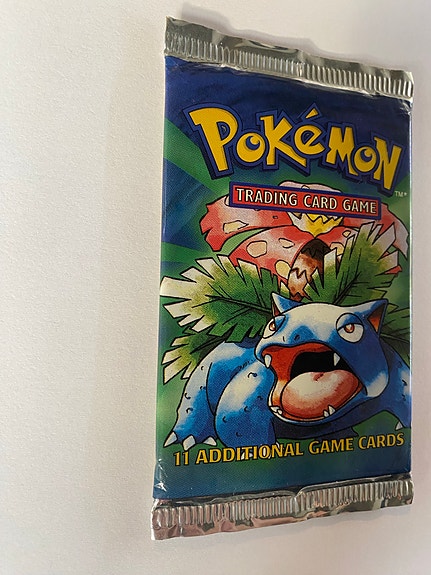 POKéMON
TM
TRADING CARD GAME
11 ADDITIONAL GAME CARDS